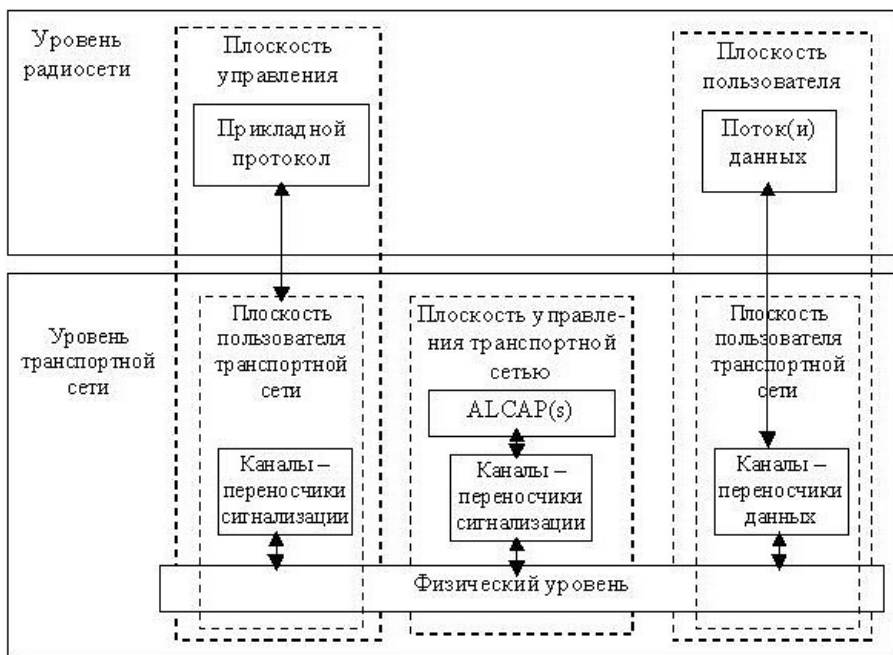 Уровень
радиосети
Плоскость
управления
Прикладной
протокол
Плоскость
пользователя
Поток(и)
данных
Уровень
транспортной
сети
Плоскость
пользователя
транспортной
сети
Каналы –
переносчики
сигнализации
Плоскость управле-
ния транспортной
сетью
ALCAP(s)
Каналы –
переносчики
сигнализации
Плоскость
пользователя
транспортной
сети
Каналы –
переносчики
данных
Физический уровень